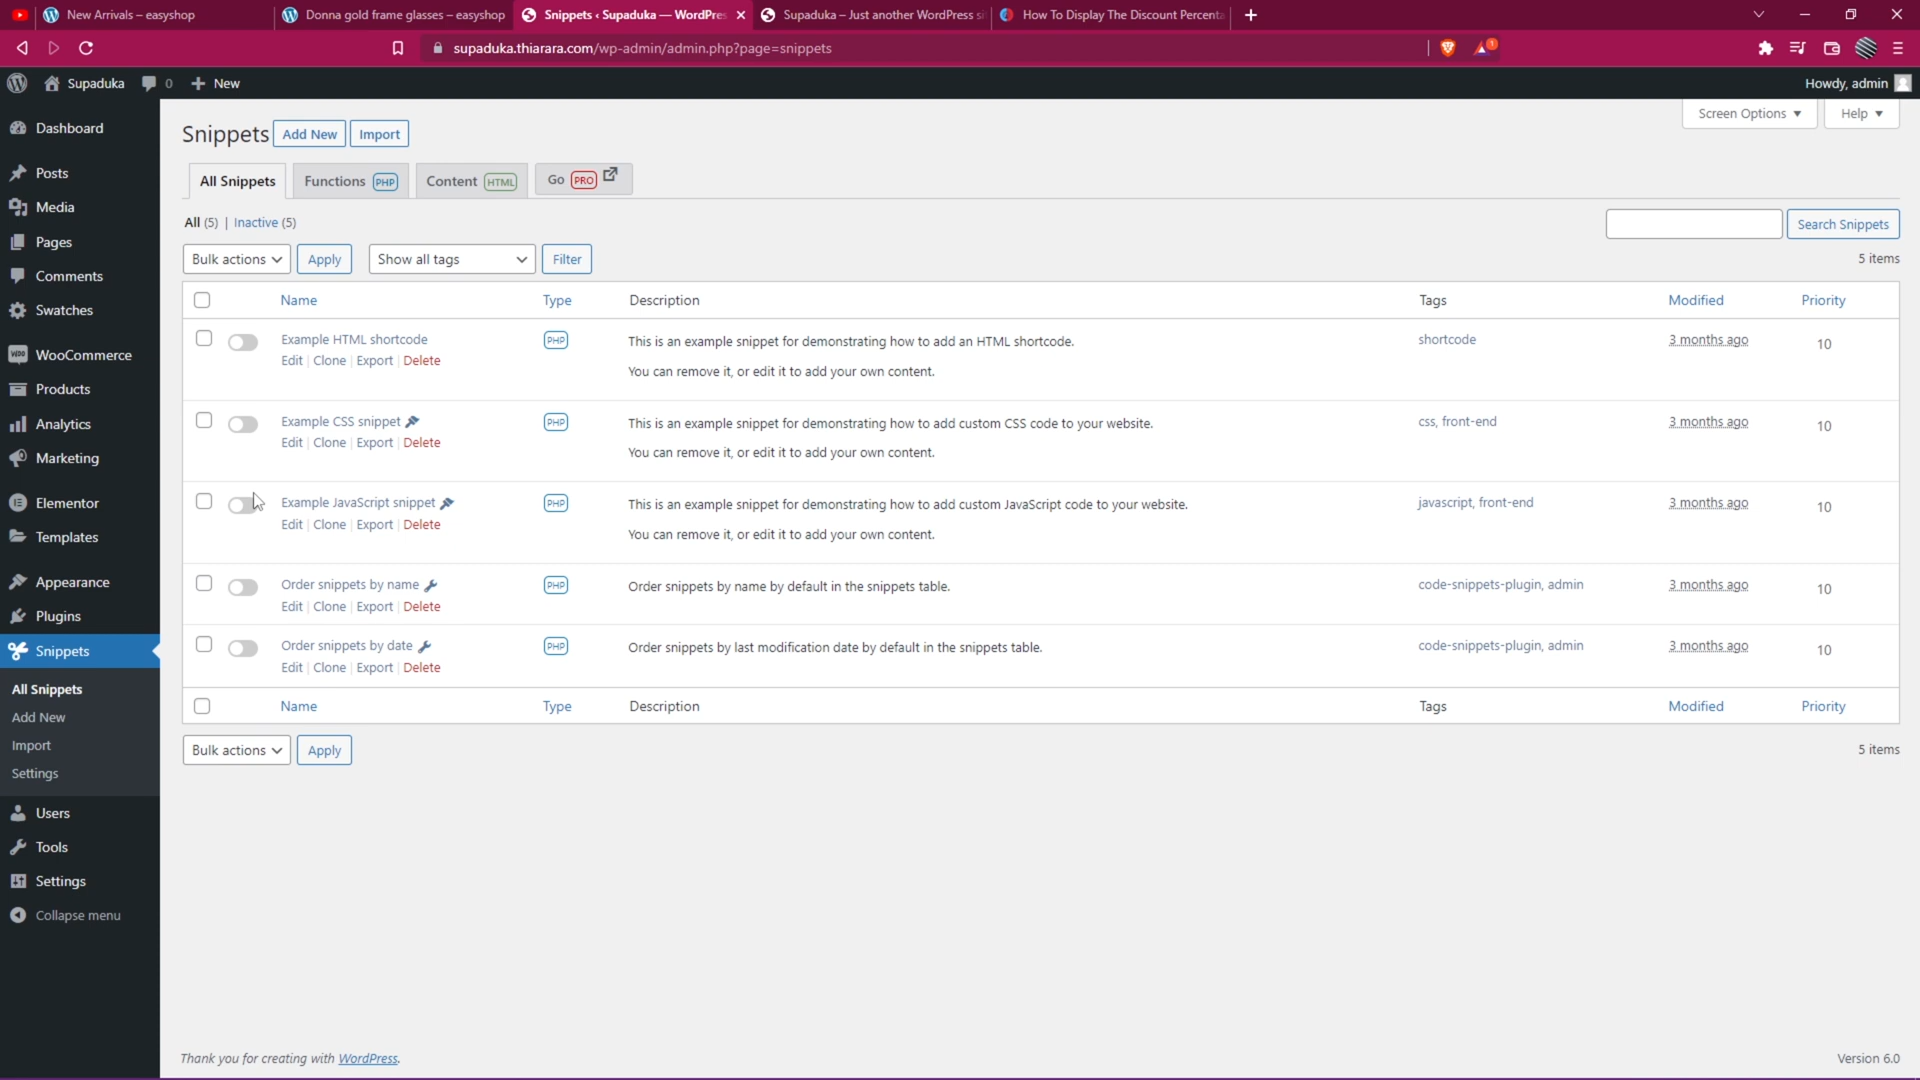 New Arrivals – easyshop
Donna gold frame glasses – easyshop
Snippets ‹ Supaduka — WordPres
Supaduka – Just another WordPress si
How To Display The Discount Percenta
supaduka.thiarara.com/wp-admin/admin.php?page=snippets
1
Supaduka 0 New
Howdy, admin
Dashboard
Posts
Media
Pages
Comments
Swatches
WooCommerce
Products
Analytics
Marketing
Elementor
Templates
Appearance
Plugins
Snippets
All Snippets
Add New
Import
Settings
Users
Tools
Settings
Collapse menu
Screen Options Help
Snippets Add New Import
All Snippets Functions PHP Content HTML Go PRO
All (5) | Inactive (5)
Search Snippets
Bulk actions Apply Show all tags Filter
5 items
Name Type Description Tags Modified Priority
Example HTML shortcode PHP This is an example snippet for demonstrating how to add an HTML shortcode. shortcode 3 months ago 10
Edit | Clone | Export | Delete
You can remove it, or edit it to add your own content.
Example CSS snippet PHP This is an example snippet for demonstrating how to add custom CSS code to your website. css, front-end 3 months ago 10
Edit | Clone | Export | Delete
You can remove it, or edit it to add your own content.
Example JavaScript snippet PHP This is an example snippet for demonstrating how to add custom JavaScript code to your website. javascript, front-end 3 months ago 10
Edit | Clone | Export | Delete
You can remove it, or edit it to add your own content.
Order snippets by name PHP Order snippets by name by default in the snippets table. code-snippets-plugin, admin 3 months ago 10
Edit | Clone | Export | Delete
Order snippets by date PHP Order snippets by last modification date by default in the snippets table. code-snippets-plugin, admin 3 months ago 10
Edit | Clone | Export | Delete
Name Type Description Tags Modified Priority
Bulk actions Apply
5 items
Thank you for creating with WordPress.
Version 6.0